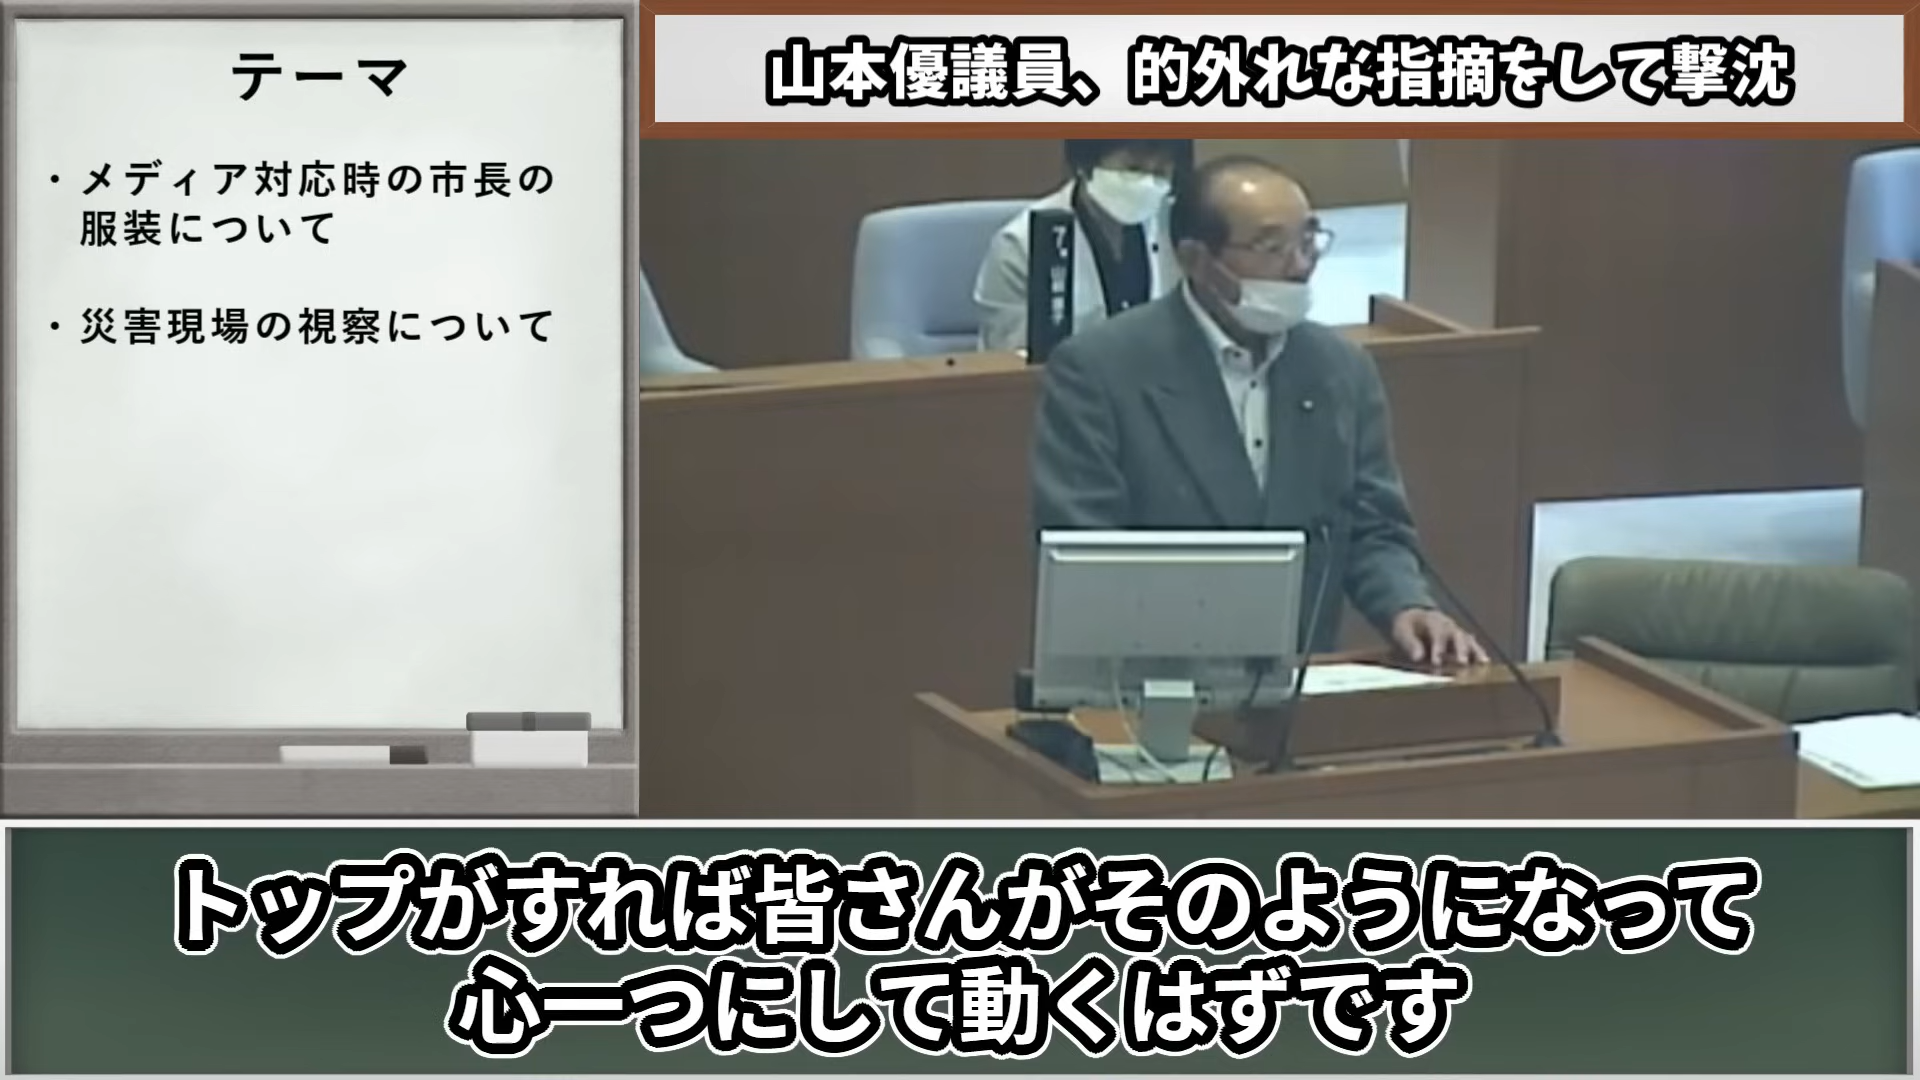 テーマ
・メディア対応時の市長の
服装について
・災害現場の視察について
山本優議員、的外れな指摘をして撃沈
トップがすれば皆さんがそのようになって
心一つにして動くはずです